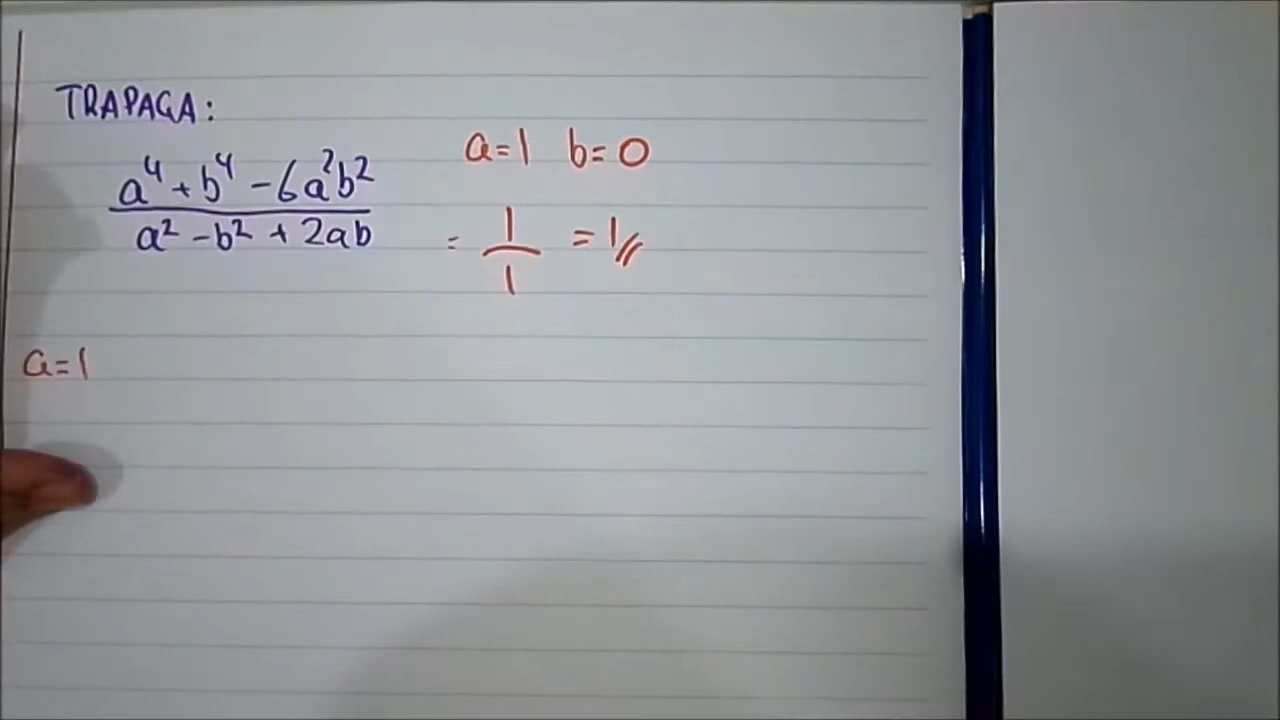 TRAPAGA:
a⁴ + b⁴ - 6a²b²
a² - b² + 2ab
a=1 b=0
= 1/1 = 1//
a=1